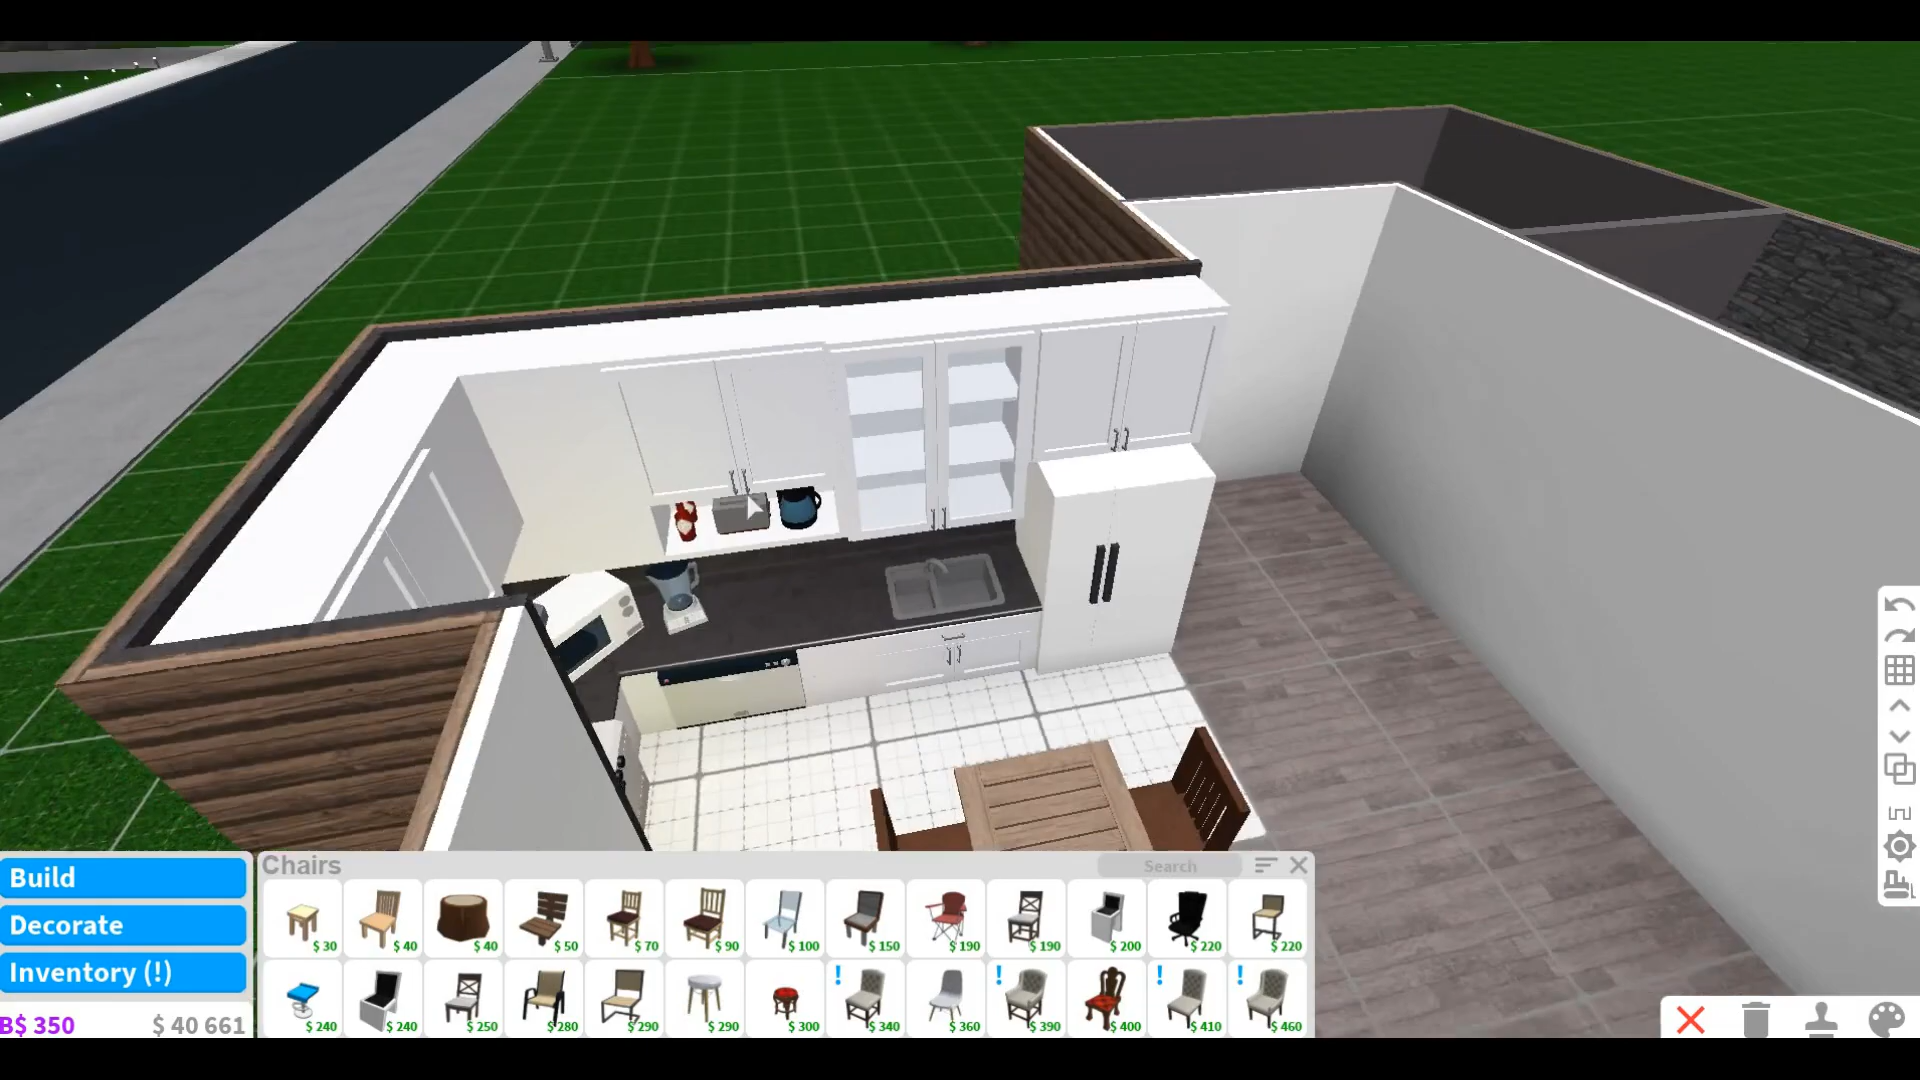 Build
Decorate
Inventory (!)
B$ 350 $ 40 661
Chairs
Search
$ 30 $ 40 $ 40 $ 50 $ 70 $ 90 $ 100 $ 150 $ 190 $ 190 $ 200 $ 220 $ 220
! ! ! !
$ 240 $ 240 $ 250 $ 280 $ 290 $ 290 $ 300 $ 340 $ 360 $ 390 $ 400 $ 410 $ 460